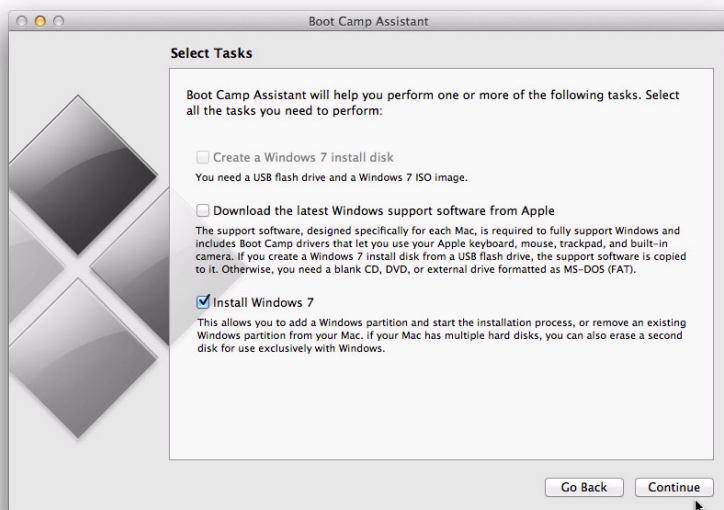 Boot Camp Assistant
Select Tasks
Boot Camp Assistant will help you perform one or more of the following tasks. Select
all the tasks you need to perform:
Create a Windows 7 install disk
You need a USB flash drive and a Windows 7 ISO image.
Download the latest Windows support software from Apple
The support software, designed specifically for each Mac, is required to fully support Windows and
includes Boot Camp drivers that let you use your Apple keyboard, mouse, trackpad, and built-in
camera. If you create a Windows 7 install disk from a USB flash drive, the support software is copied
to it. Otherwise, you need a blank CD, DVD, or external drive formatted as MS-DOS (FAT).
Install Windows 7
This allows you to add a Windows partition and start the installation process, or remove an existing
Windows partition from your Mac. if your Mac has multiple hard disks, you can also erase a second
disk for use exclusively with Windows.
Go Back
Continue